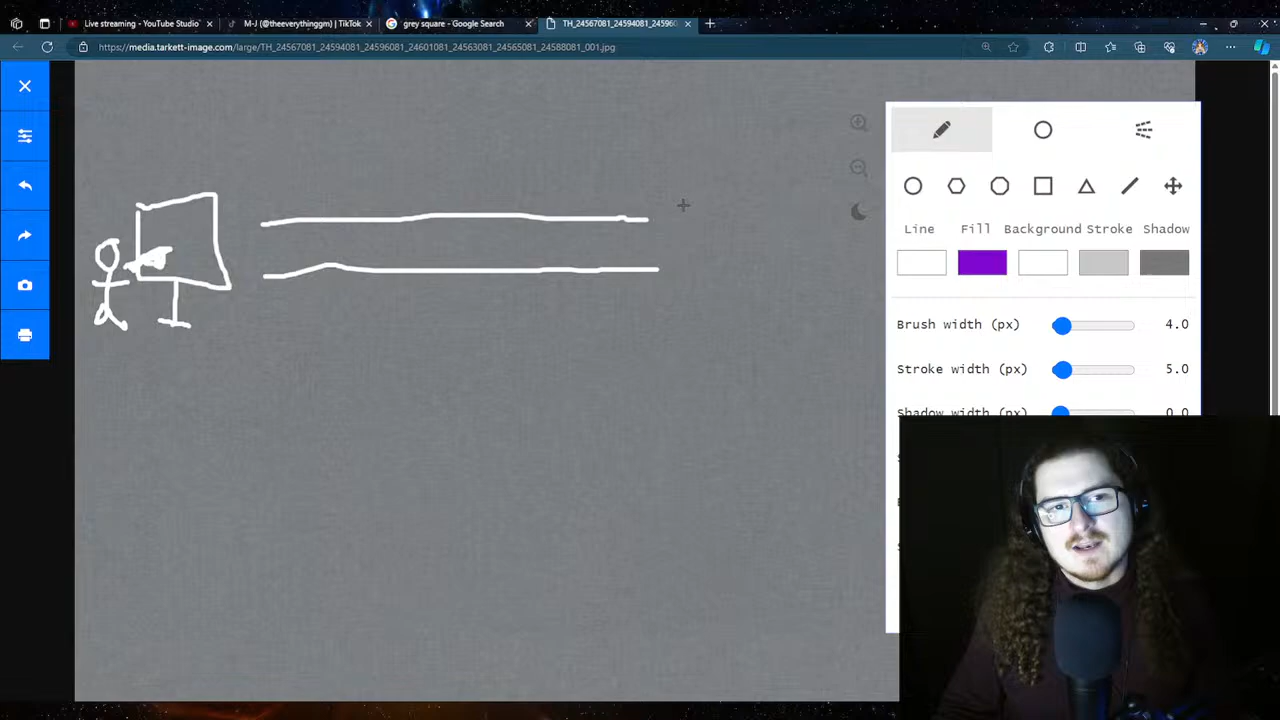 Live streaming - YouTube Studio
M-J (@theeverythinggm) | TikTok
grey square - Google Search
TH_24567081_24594081_245960
https://media.tarkett-image.com/large/TH_24567081_24594081_24596081_24601081_24563081_24565081_24588081_001.jpg
Line Fill Background Stroke Shadow
Brush width (px) 4.0
Stroke width (px) 5.0
Shadow width (px) 0.0